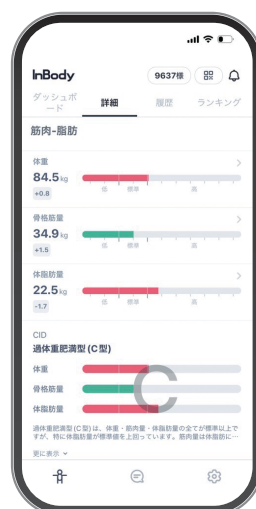 InBody
9637様
ダッシュボ
ード
詳細
履歴
ランキング
筋肉-脂肪
体重
84.5 kg
+0.8
低 標準 高
骨格筋量
34.9 kg
+1.5
低 標準 高
体脂肪量
22.5 kg
-1.7
低 標準 高
CID
過体重肥満型 (C型)
体重
骨格筋量
体脂肪量
C
過体重肥満型(C型)は、体重・筋肉量・体脂肪量の全てが標準以上で
すが、特に体脂肪量が標準値を上回っています。筋肉量は体脂肪に…
更に表示